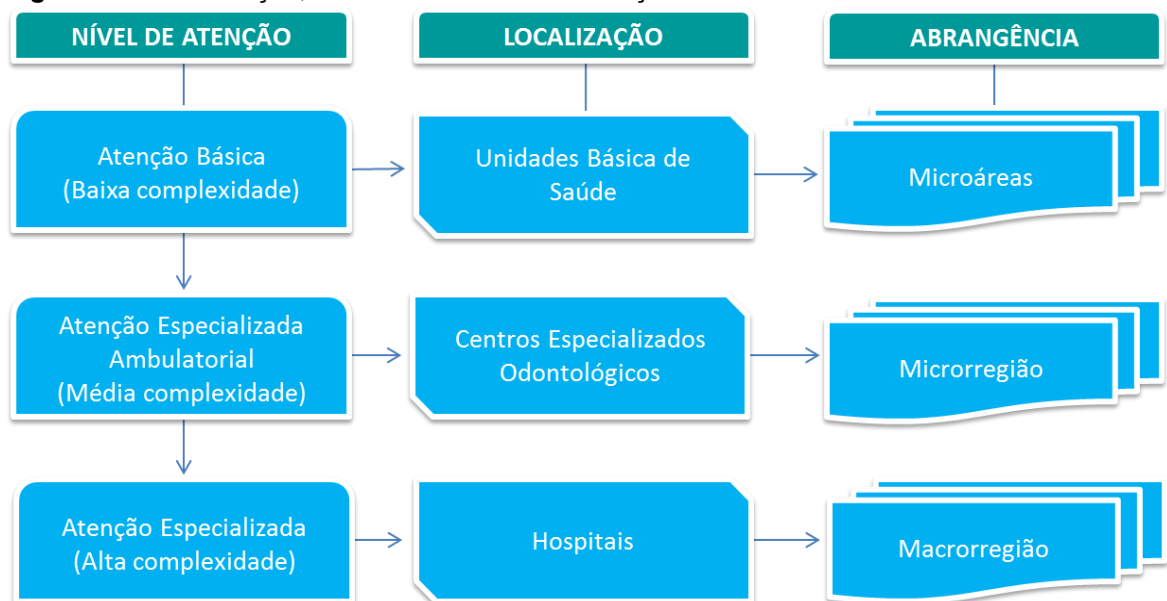 NÍVEL DE ATENÇÃO
LOCALIZAÇÃO
ABRANGÊNCIA
Atenção Básica
(Baixa complexidade)
Unidades Básica de
Saúde
Microáreas
Atenção Especializada
Ambulatorial
(Média complexidade)
Centros Especializados
Odontológicos
Microrregião
Atenção Especializada
(Alta complexidade)
Hospitais
Macrorregião